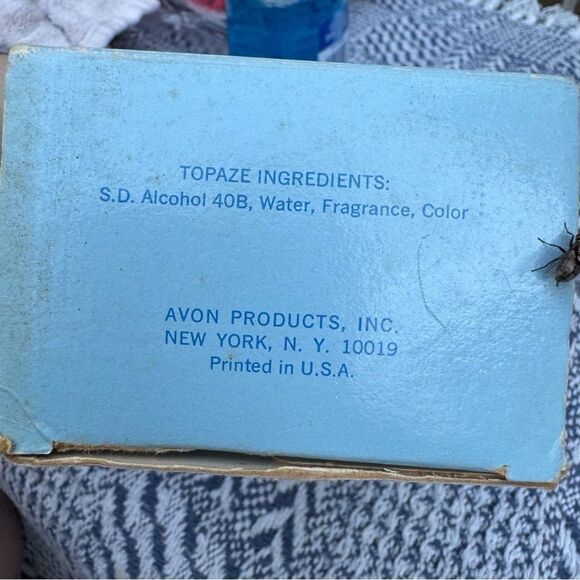 TOPAZE INGREDIENTS:
S.D. Alcohol 40B, Water, Fragrance, Color
AVON PRODUCTS, INC.
NEW YORK, N. Y. 10019
Printed in U.S.A.